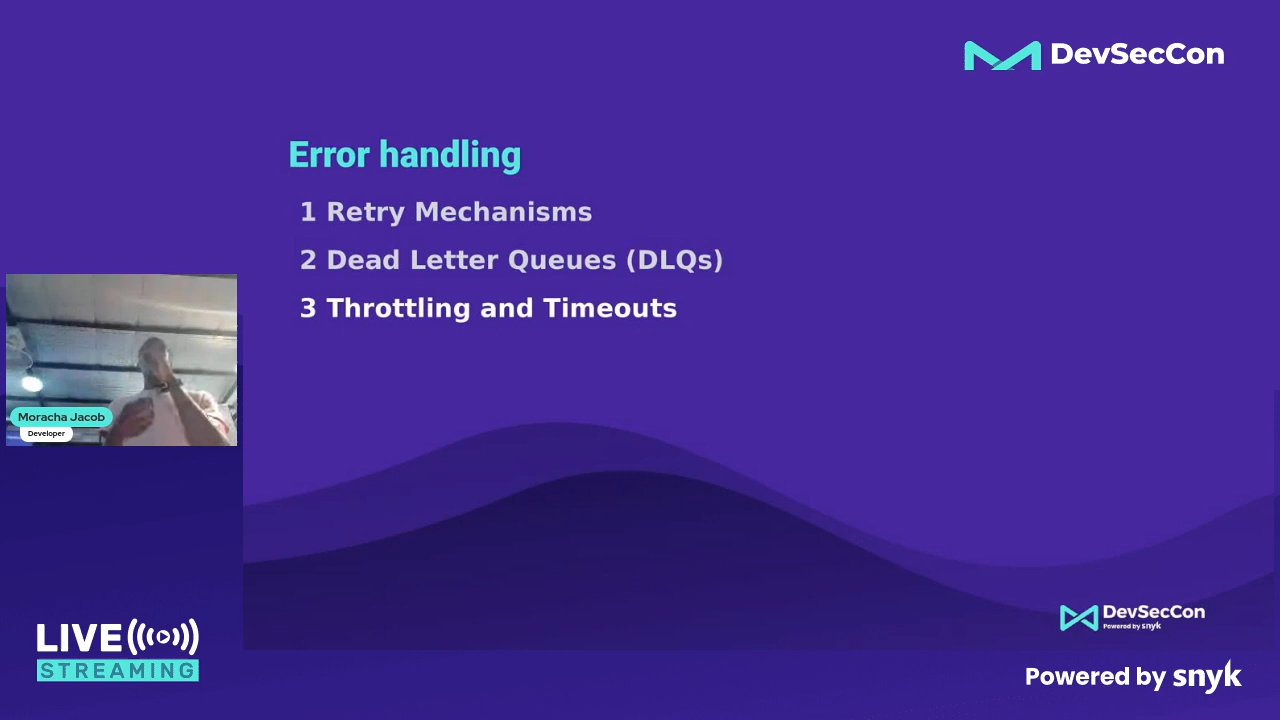 DevSecCon
Error handling
1 Retry Mechanisms
2 Dead Letter Queues (DLQs)
3 Throttling and Timeouts
Moracha Jacob
Developer
LIVE
STREAMING
DevSecCon
Powered by snyk
Powered by snyk